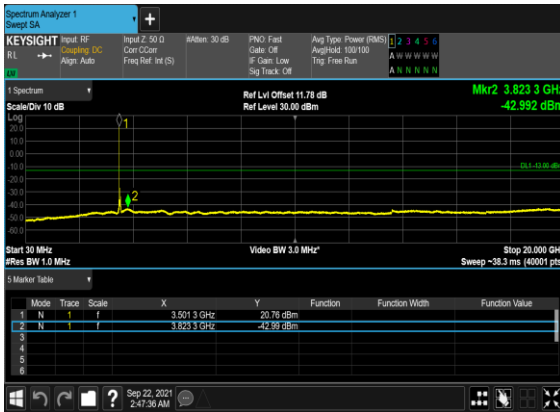 Spectrum Analyzer 1
Swept SA
+
KEYSIGHT Input: RF Input Z: 50 Ω #Atten: 30 dB PNO: Fast Avg Type: Power (RMS) 1 2 3 4 5 6
RL Coupling: DC Corr CCorr Gate: Off Avg|Hold: 100/100 A W W W W W
Align: Auto Freq Ref: Int (S) IF Gain: Low Trig: Free Run
Sig Track: Off A N N N N N
LXI
1 Spectrum Ref Lvl Offset 11.78 dB Mkr2 3.823 3 GHz
Scale/Div 10 dB Ref Level 30.00 dBm -42.992 dBm
Log
20.0
10.0
0.00
-10.0
DL1 -13.00 dBm
-20.0
-30.0
-40.0
-50.0
-60.0
1
2
Start 30 MHz Video BW 3.0 MHz* Stop 20.000 GHz
#Res BW 1.0 MHz Sweep ~38.3 ms (40001 pts)
5 Marker Table
Mode Trace Scale X Y Function Function Width Function Value
1 N 1 f 3.501 3 GHz 20.76 dBm
2 N 1 f 3.823 3 GHz -42.99 dBm
3
4
5
6
? Sep 22, 2021
2:47:36 AM